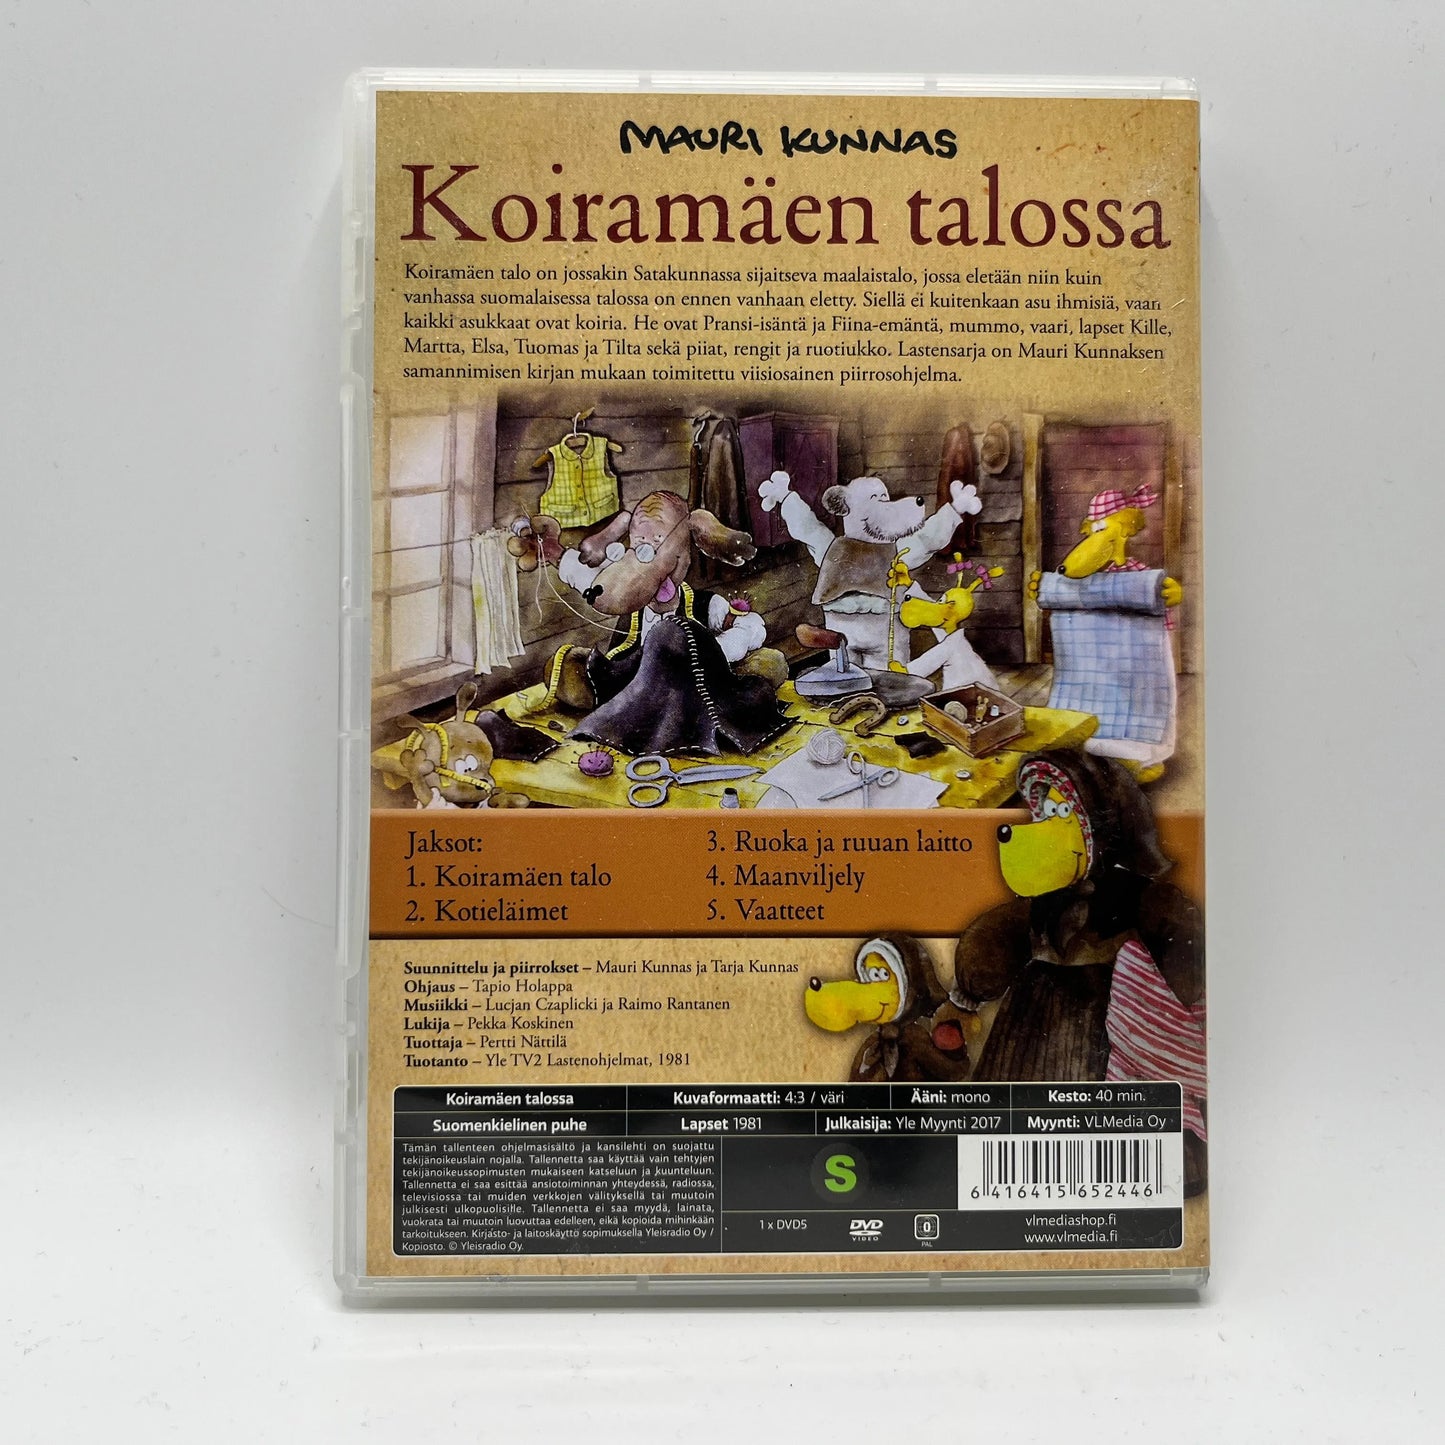 MAURI KUNNAS
Koiramäen talossa
Koiramäen talo on jossakin Satakunnassa sijaitseva maalaistalo, jossa eletään niin kuin
vanhassa suomalaisessa talossa on ennen vanhaan eletty. Siellä ei kuitenkaan asu ihmisiä, vaan
kaikki asukkaat ovat koiria. He ovat Pransi-isäntä ja Fiina-emäntä, mummo, vaari, lapset Kille,
Martta, Elsa, Tuomas ja Tilta sekä piiat, rengit ja ruotiukko. Lastensarja on Mauri Kunnaksen
samannimisen kirjan mukaan toimitettu viisiosainen piirrosohjelma.
Jaksot:
1. Koiramäen talo
2. Kotieläimet
3. Ruoka ja ruuan laitto
4. Maanviljely
5. Vaatteet
Suunnittelu ja piirrokset – Mauri Kunnas ja Tarja Kunnas
Ohjaus – Tapio Holappa
Musiikki – Lucjan Czaplicki ja Raimo Rantanen
Lukija – Pekka Koskinen
Tuottaja – Pertti Nättilä
Tuotanto – Yle TV2 Lastenohjelmat, 1981
Koiramäen talossa Kuvaformaatti: 4:3 / väri Ääni: mono Kesto: 40 min.
Suomenkielinen puhe Lapset 1981 Julkaisija: Yle Myynti 2017 Myynti: VLMedia Oy
Tämän tallenteen ohjelmasisältö ja kansilehti on suojattu
tekijänoikeuslain nojalla. Tallennetta saa käyttää vain tehtyjen
tekijänoikeussopimusten mukaiseen katseluun ja kuunteluun.
Tallennetta ei saa esittää ansiotoiminnan yhteydessä, radiossa,
televisiossa tai muiden verkkojen välityksellä tai muutoin
julkisesti ulkopuolisille. Tallennetta ei saa myydä, lainata,
vuokrata tai muutoin luovuttaa edelleen, eikä kopioida mihinkään
tarkoitukseen. Kirjasto- ja laitoskäyttö sopimuksella Yleisradio Oy /
Kopiosto. © Yleisradio Oy.
S
6 416415 652446
1 x DVD5
DVD
VIDEO
0
PAL
vlmediashop.fi
www.vlmedia.fi